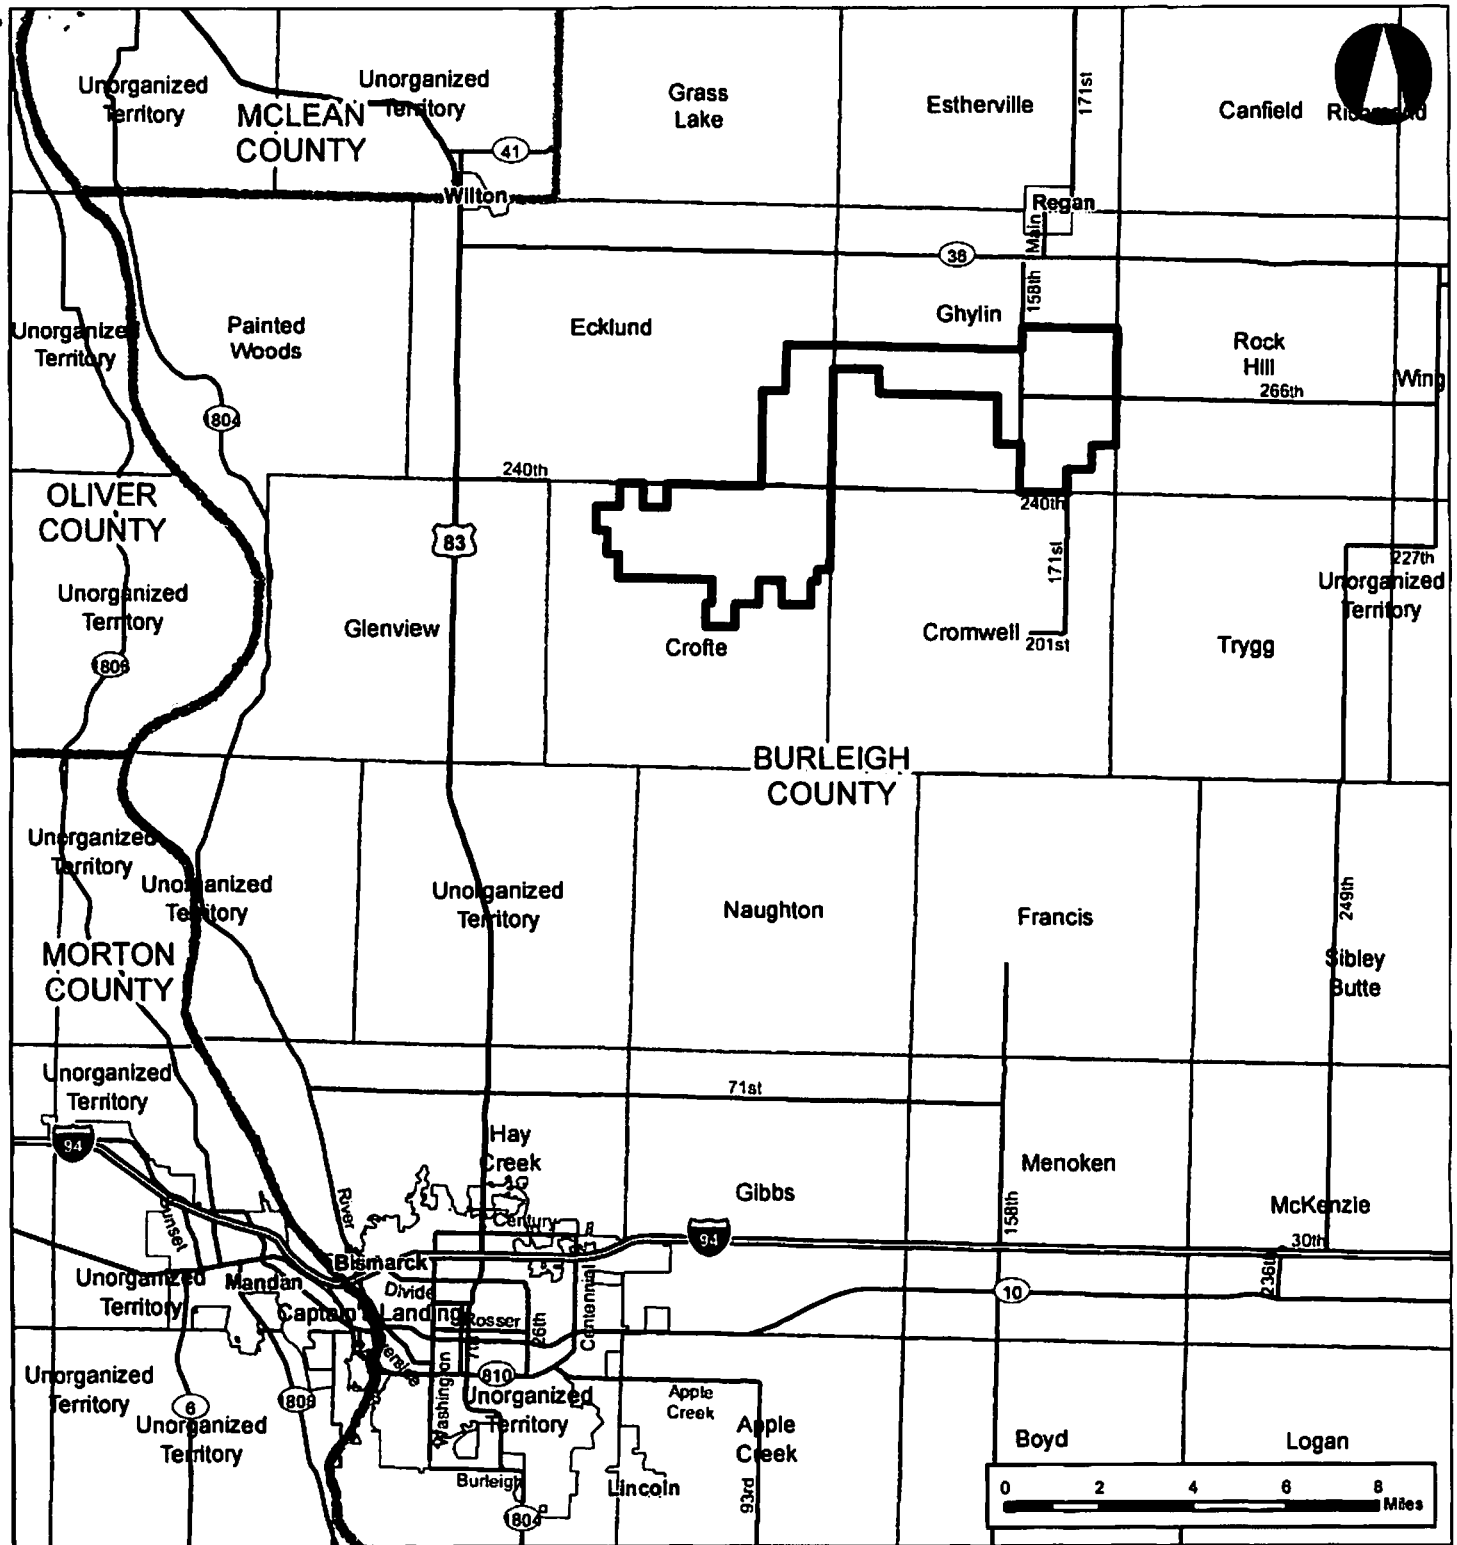 Unorganized
Territory
Unorganized
Territory
MCLEAN
COUNTY
41
Wilton
Grass
Lake
Estherville
171st
Canfield
Regan
Main
38
158th
Ghylin
Unorganized
Territory
Painted
Woods
Ecklund
Rock
Hill
Wing
266th
1804
240th
240th
OLIVER
COUNTY
83
171st
227th
Unorganized
Territory
Unorganized
Territory
Glenview
Crofte
Cromwell
201st
Trygg
1806
BURLEIGH
COUNTY
Unorganized
Territory
Unorganized
Territory
Unorganized
Territory
Naughton
Francis
249th
MORTON
COUNTY
Sibley
Butte
Unorganized
Territory
71st
94
Hay
Creek
Menoken
Gibbs
McKenzie
Sunset
River
Century
94
158th
30th
Bismarck
236th
Unorganized
Territory
Mandan
Divide
Centennial
10
Captain's Landing
Rosser
7th
26th
Unorganized
Territory
Washington
810
6
1806
Unorganized
Territory
Unorganized
Territory
Apple
Creek
Apple
Creek
Boyd
Logan
Burleigh
Lincoln
93rd
1804
0 2 4 6 8
Miles